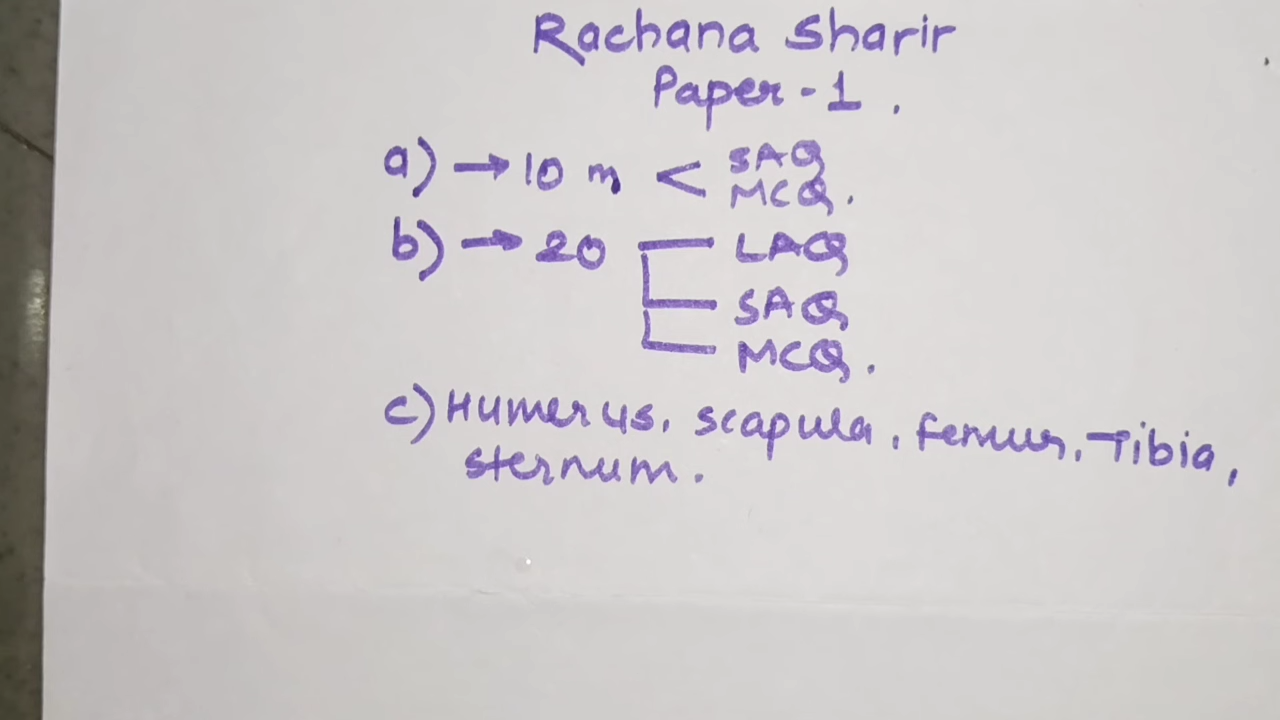 Rachana Sharir
Paper-1.
a) → 10 m < SAQ
MCQ.
b) → 20 LAQ
SAQ
MCQ.
c) Humerus, scapula, femur, Tibia,
sternum.